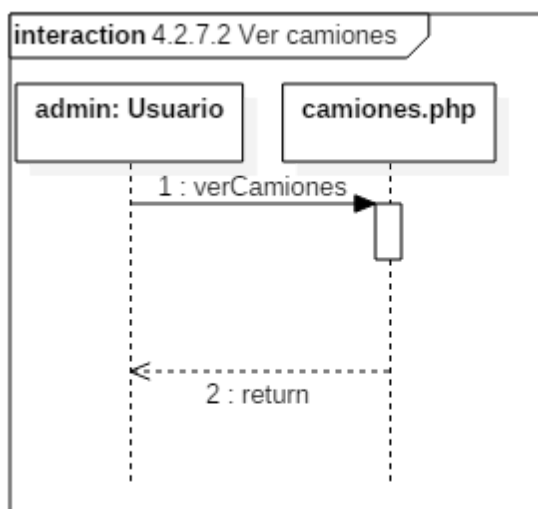 interaction 4.2.7.2 Ver camiones
admin: Usuario
camiones.php
1 : verCamiones
2 : return